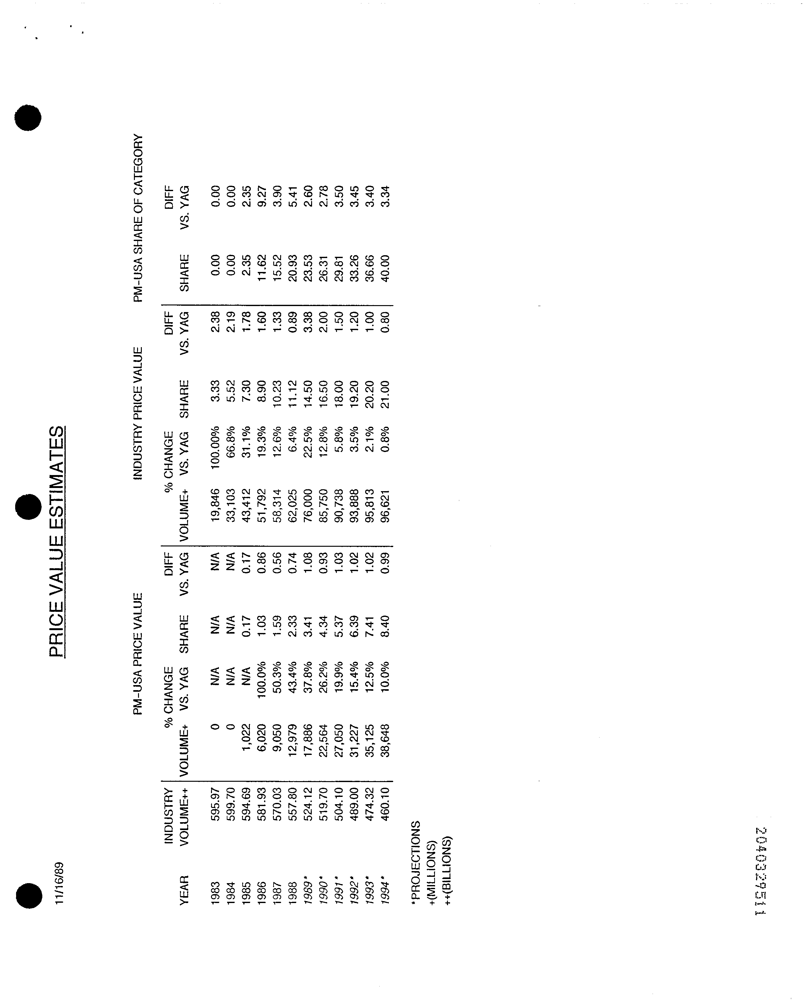 11/16/89
PRICE VALUE ESTIMATES
PM-USA PRICE VALUE INDUSTRY PRICE VALUE PM-USA SHARE OF CATEGORY
INDUSTRY % CHANGE DIFF % CHANGE DIFF DIFF
YEAR VOLUME++ VOLUME+ VS. YAG SHARE VS. YAG VOLUME+ VS. YAG SHARE VS. YAG SHARE VS. YAG
1983 595.97 0 N/A N/A N/A 19,846 100.00% 3.33 2.38 0.00 0.00
1984 599.70 0 N/A N/A N/A 33,103 66.8% 5.52 2.19 0.00 0.00
1985 594.69 1,022 N/A 0.17 0.17 43,412 31.1% 7.30 1.78 2.35 2.35
1986 581.93 6,020 100.0% 1.03 0.86 51,792 19.3% 8.90 1.60 11.62 9.27
1987 570.03 9,050 50.3% 1.59 0.56 58,314 12.6% 10.23 1.33 15.52 3.90
1988 557.80 12,979 43.4% 2.33 0.74 62,025 6.4% 11.12 0.89 20.93 5.41
1989* 524.12 17,886 37.8% 3.41 1.08 76,000 22.5% 14.50 3.38 23.53 2.60
1990* 519.70 22,564 26.2% 4.34 0.93 85,750 12.8% 16.50 2.00 26.31 2.78
1991* 504.10 27,050 19.9% 5.37 1.03 90,738 5.8% 18.00 1.50 29.81 3.50
1992* 489.00 31,227 15.4% 6.39 1.02 93,888 3.5% 19.20 1.20 33.26 3.45
1993* 474.32 35,125 12.5% 7.41 1.02 95,813 2.1% 20.20 1.00 36.66 3.40
1994* 460.10 38,648 10.0% 8.40 0.99 96,621 0.8% 21.00 0.80 40.00 3.34
*PROJECTIONS
+(MILLIONS)
++(BILLIONS)
2040329511